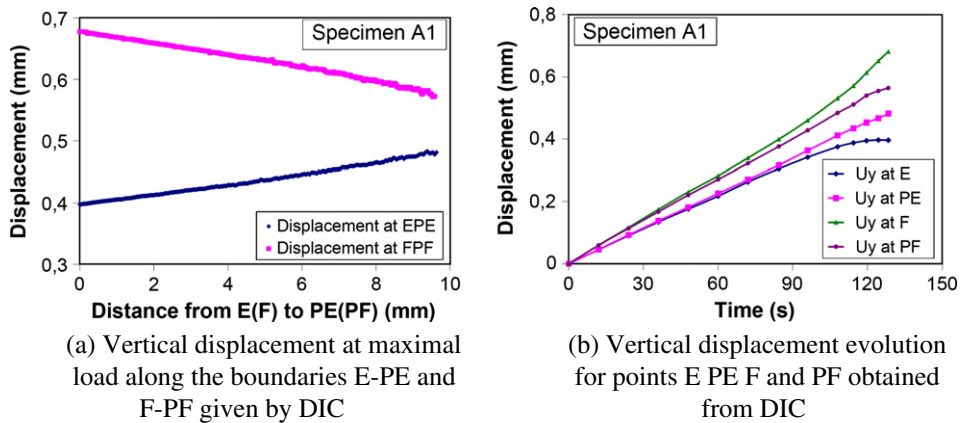 0,7
0,6
0,5
0,4
0,3
Displacement (mm)
Specimen A1
Displacement at EPE
Displacement at FPF
0 2 4 6 8 10
Distance from E(F) to PE(PF) (mm)
(a) Vertical displacement at maximal
load along the boundaries E-PE and
F-PF given by DIC
0,8
0,6
0,4
0,2
0
Displacement (mm)
Specimen A1
Uy at E
Uy at PE
Uy at F
Uy at PF
0 30 60 90 120 150
Time (s)
(b) Vertical displacement evolution
for points E PE F and PF obtained
from DIC